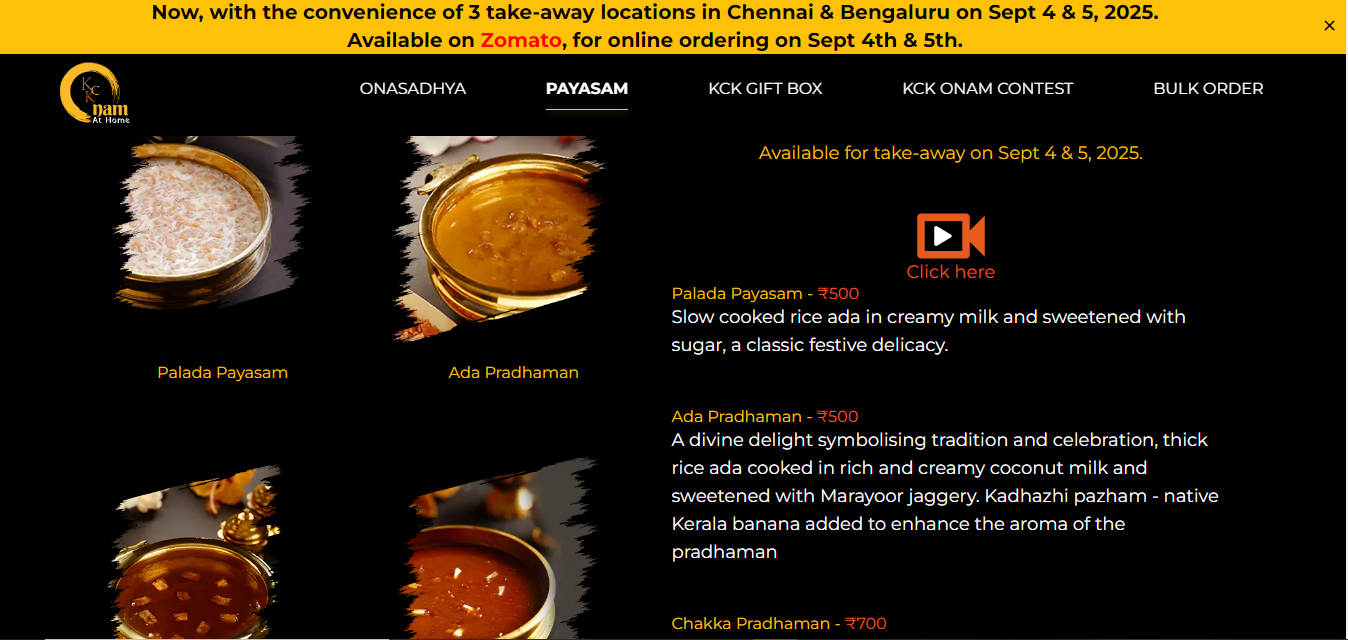 Now, with the convenience of 3 take-away locations in Chennai & Bengaluru on Sept 4 & 5, 2025.
Available on Zomato, for online ordering on Sept 4th & 5th.
×
KCK
Onam
At Home
ONASADHYA
PAYASAM
KCK GIFT BOX
KCK ONAM CONTEST
BULK ORDER
Available for take-away on Sept 4 & 5, 2025.
Click here
Palada Payasam
Ada Pradhaman
Palada Payasam - ₹500
Slow cooked rice ada in creamy milk and sweetened with
sugar, a classic festive delicacy.
Ada Pradhaman - ₹500
A divine delight symbolising tradition and celebration, thick
rice ada cooked in rich and creamy coconut milk and
sweetened with Marayoor jaggery. Kadhazhi pazham - native
Kerala banana added to enhance the aroma of the
pradhaman
Chakka Pradhaman - ₹700